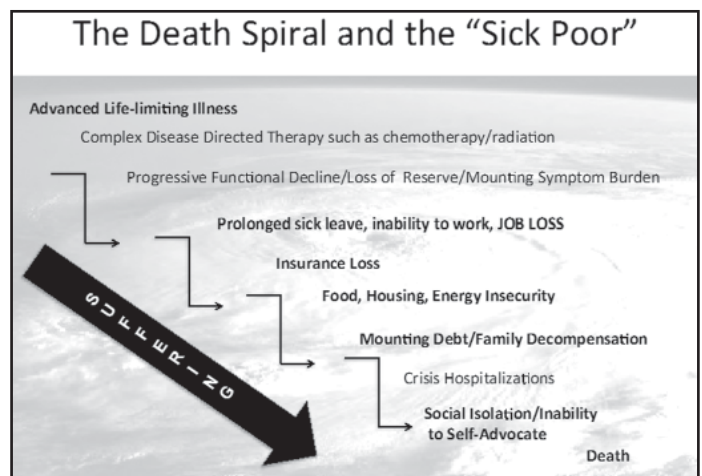 The Death Spiral and the “Sick Poor”
Advanced Life-limiting Illness
Complex Disease Directed Therapy such as chemotherapy/radiation
Progressive Functional Decline/Loss of Reserve/Mounting Symptom Burden
Prolonged sick leave, inability to work, JOB LOSS
Insurance Loss
Food, Housing, Energy Insecurity
Mounting Debt/Family Decompensation
Crisis Hospitalizations
Social Isolation/Inability
to Self-Advocate
Death
SUFFERING